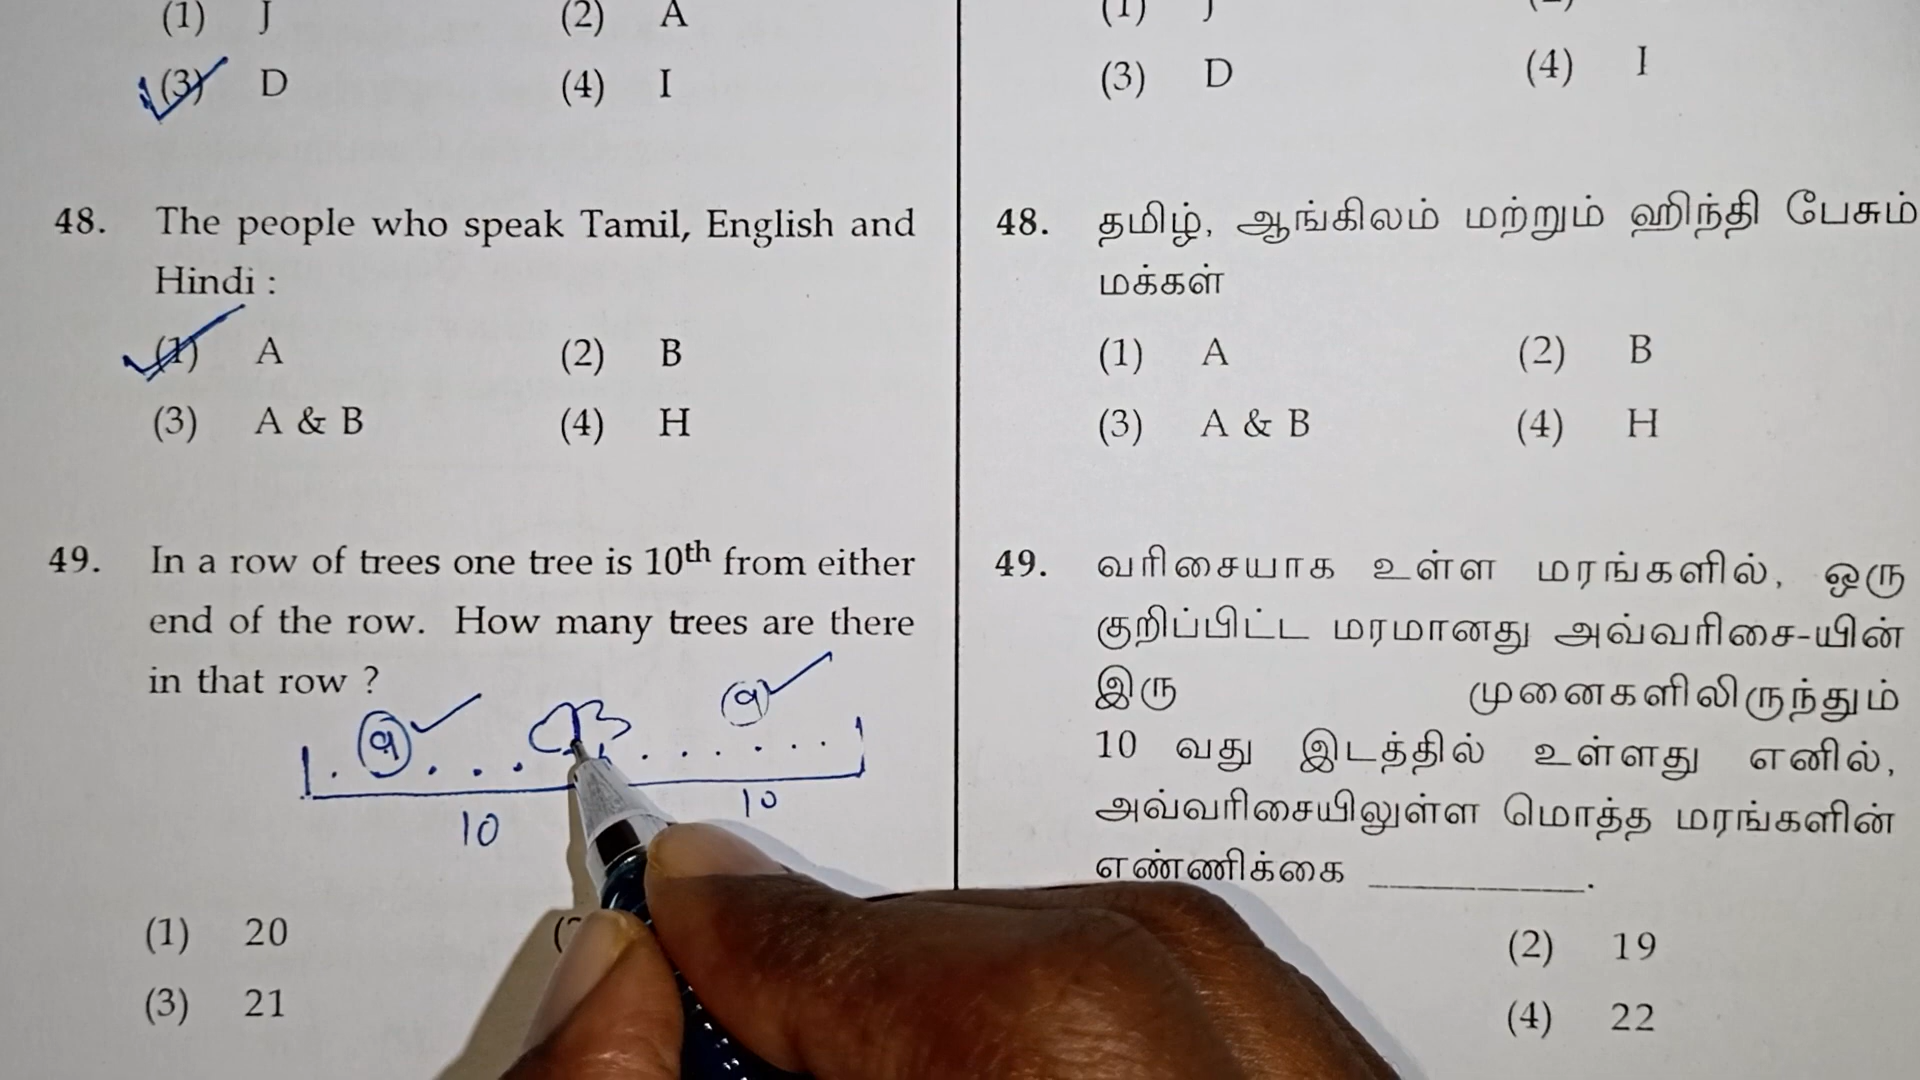 (1) J (2) A
(3) D (4) I
48. The people who speak Tamil, English and
Hindi :
(1) A (2) B
(3) A & B (4) H
49. In a row of trees one tree is 10th from either
end of the row. How many trees are there
in that row ?
9 9
10 10
(1) 20
(3) 21
(1) J
(3) D (4) I
48. தமிழ், ஆங்கிலம் மற்றும் ஹிந்தி பேசும்
மக்கள்
(1) A (2) B
(3) A & B (4) H
49. வரிசையாக உள்ள மரங்களில், ஒரு
குறிப்பிட்ட மரமானது அவ்வரிசை-யின்
இரு முனைகளிலிருந்தும்
10 வது இடத்தில் உள்ளது எனில்,
அவ்வரிசையிலுள்ள மொத்த மரங்களின்
எண்ணிக்கை ____________.
(2) 19
(4) 22